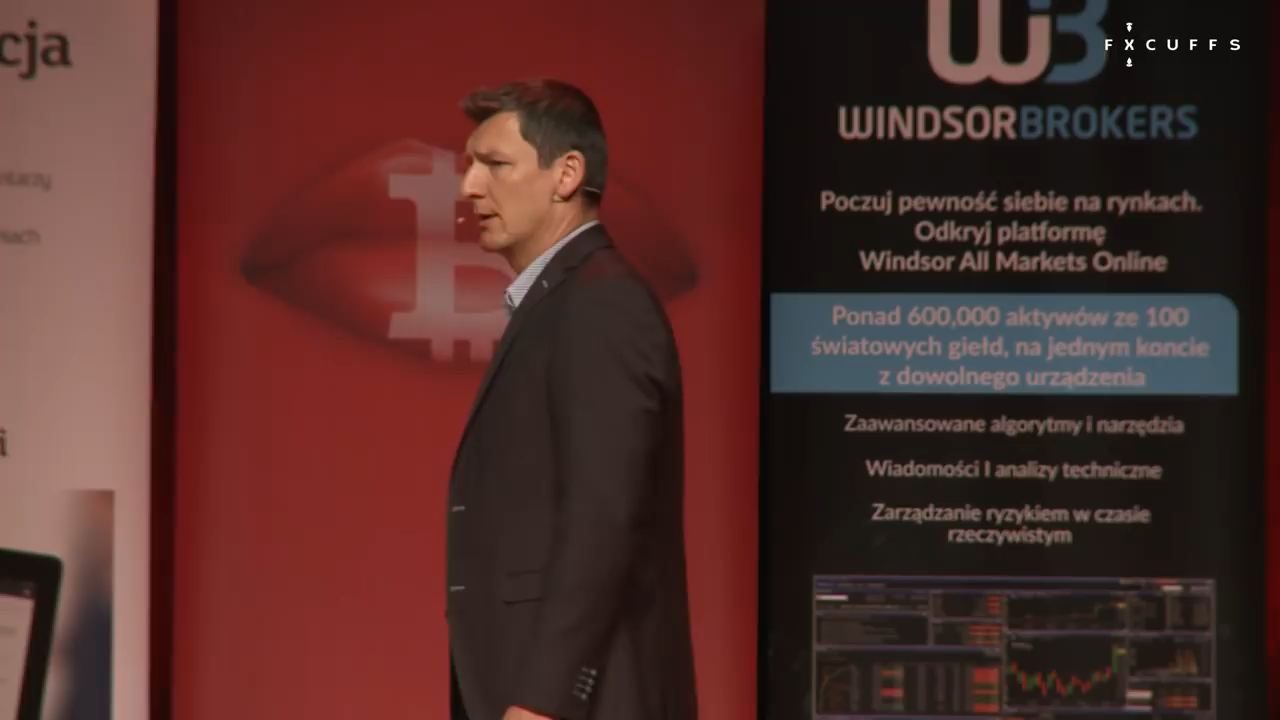 cja
i
FXCUFFS
WINDSORBROKERS
Poczuj pewność siebie na rynkach.
Odkryj platformę
Windsor All Markets Online
Ponad 600,000 aktywów ze 100
światowych giełd, na jednym koncie
z dowolnego urządzenia
Zaawansowane algorytmy i narzędzia
Wiadomości I analizy techniczne
Zarządzanie ryzykiem w czasie
rzeczywistym